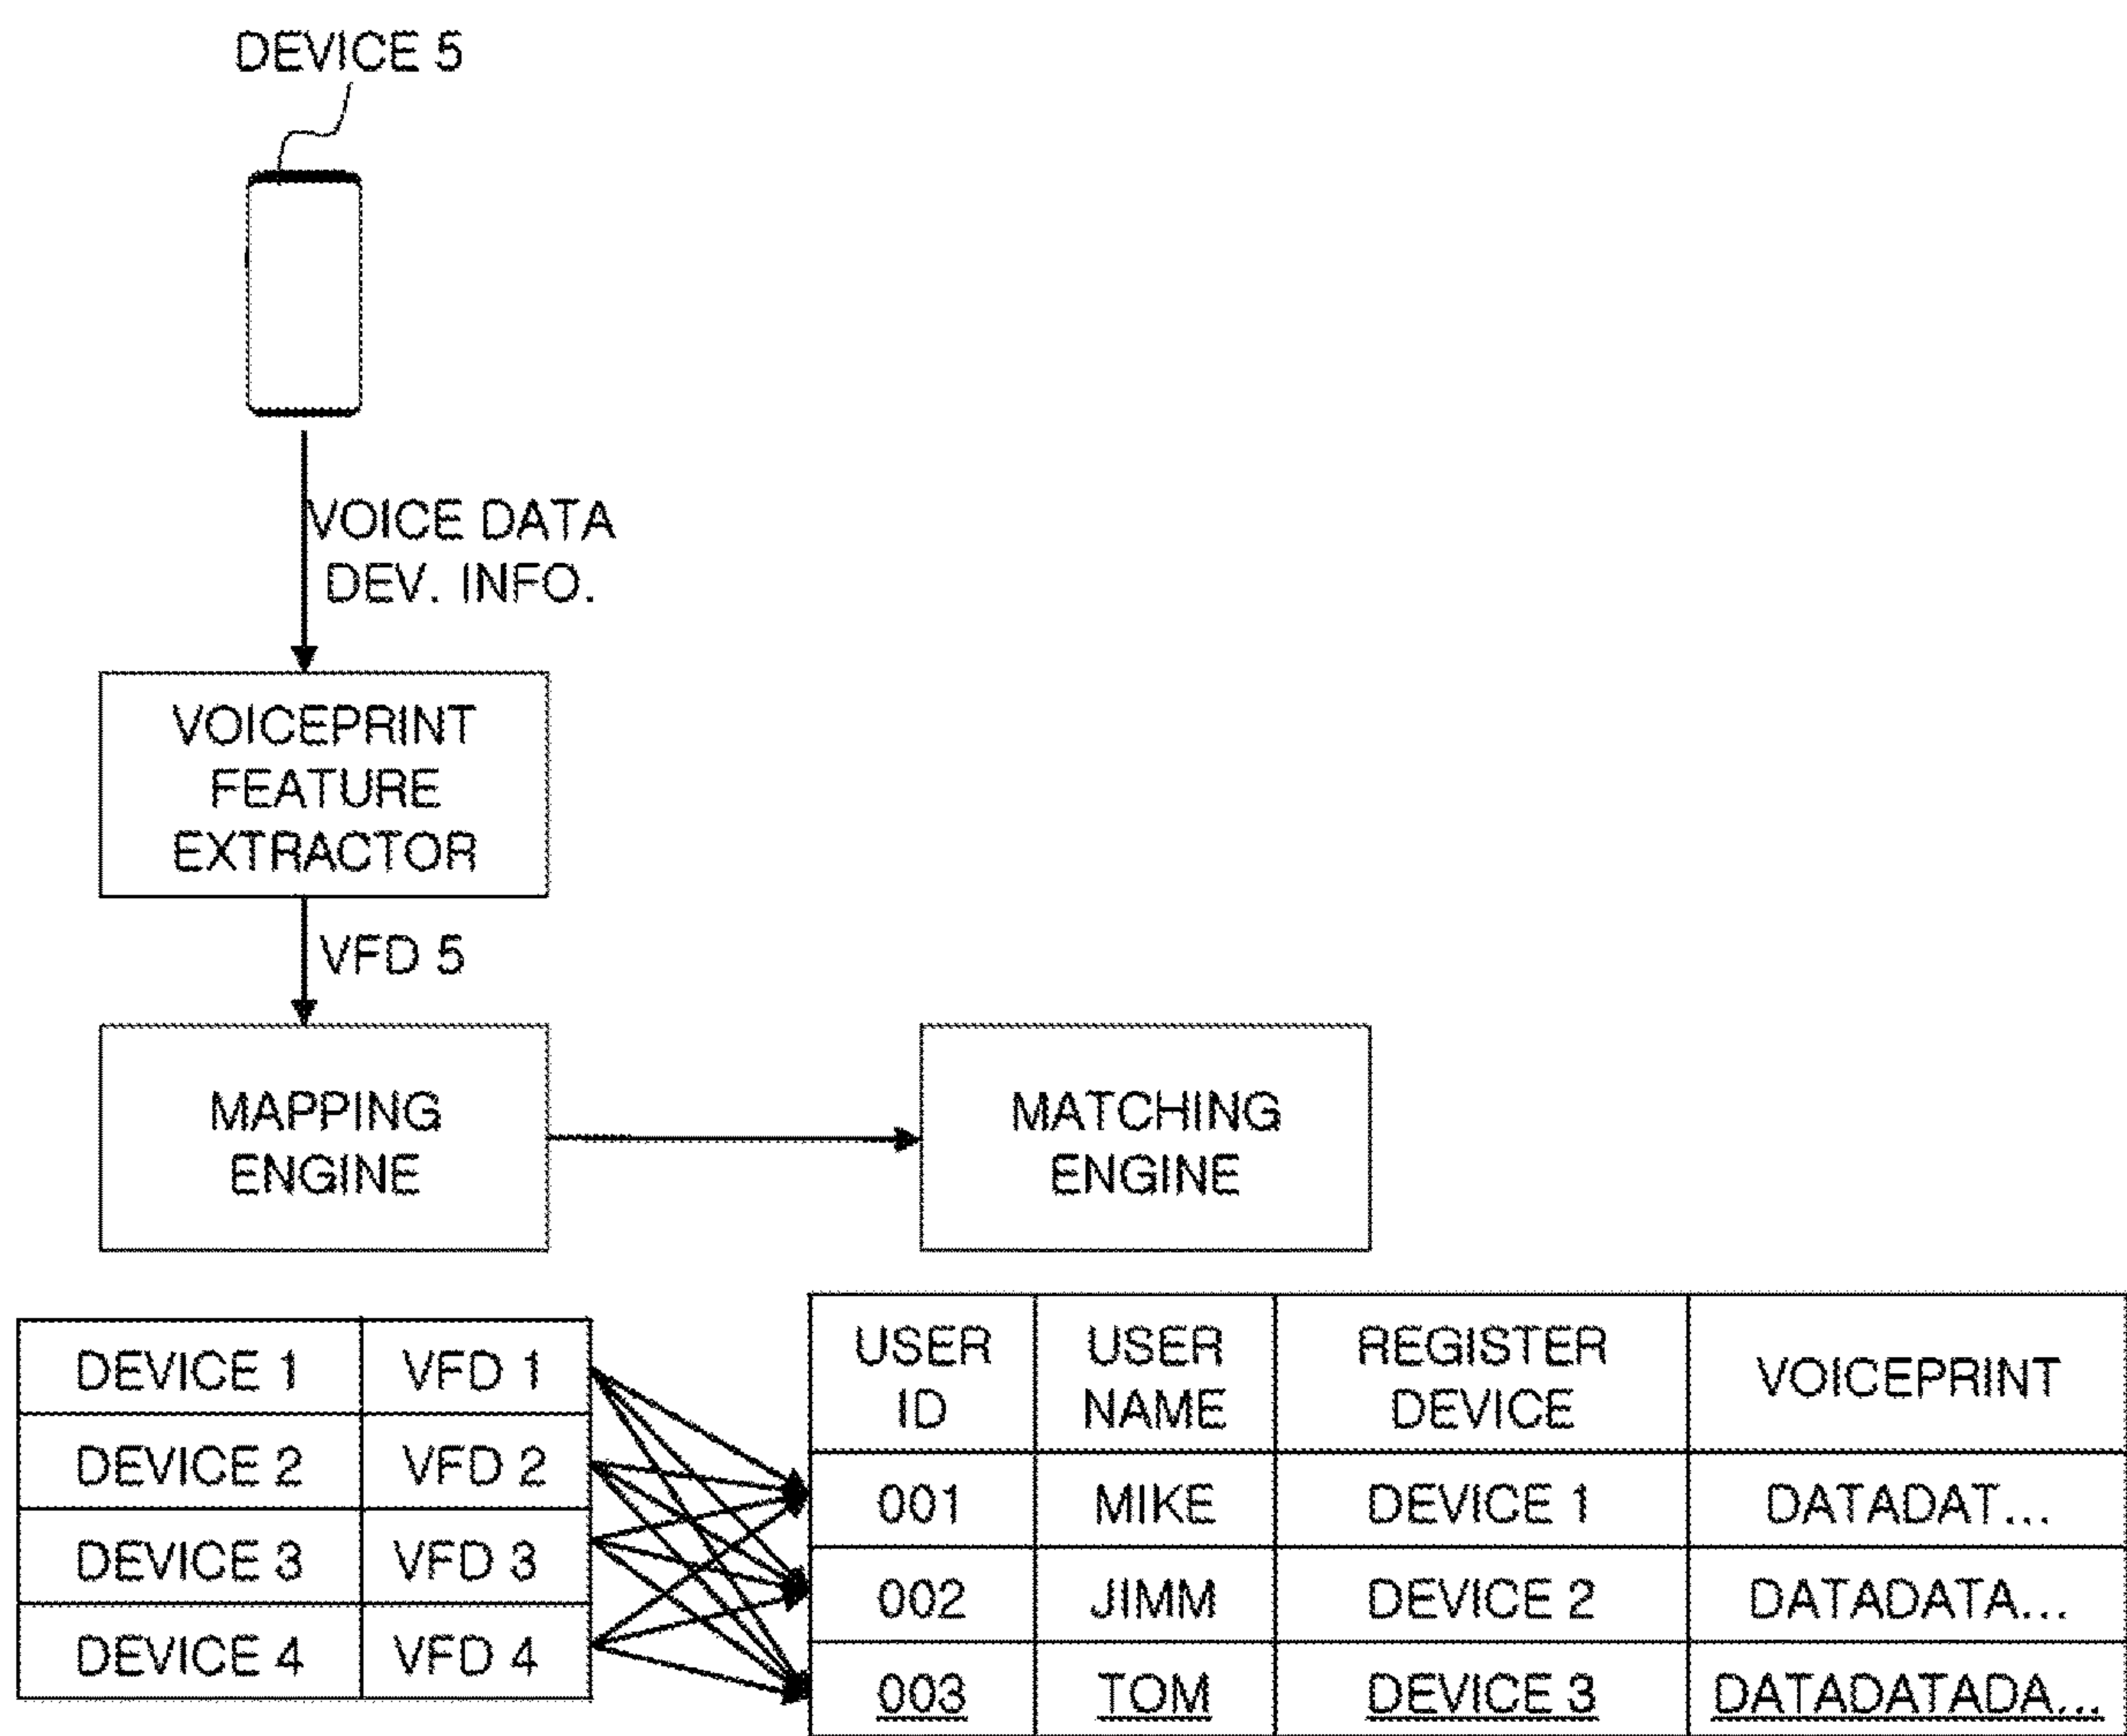 DEVICE 5
VOICE DATA
DEV. INFO.
VOICEPRINT
FEATURE
EXTRACTOR
VFD 5
MAPPING
ENGINE
MATCHING
ENGINE
DEVICE 1 VFD 1
DEVICE 2 VFD 2
DEVICE 3 VFD 3
DEVICE 4 VFD 4
USER ID USER NAME REGISTER DEVICE VOICEPRINT
001 MIKE DEVICE 1 DATADAT...
002 JIMM DEVICE 2 DATADATA...
003 TOM DEVICE 3 DATADATADA...